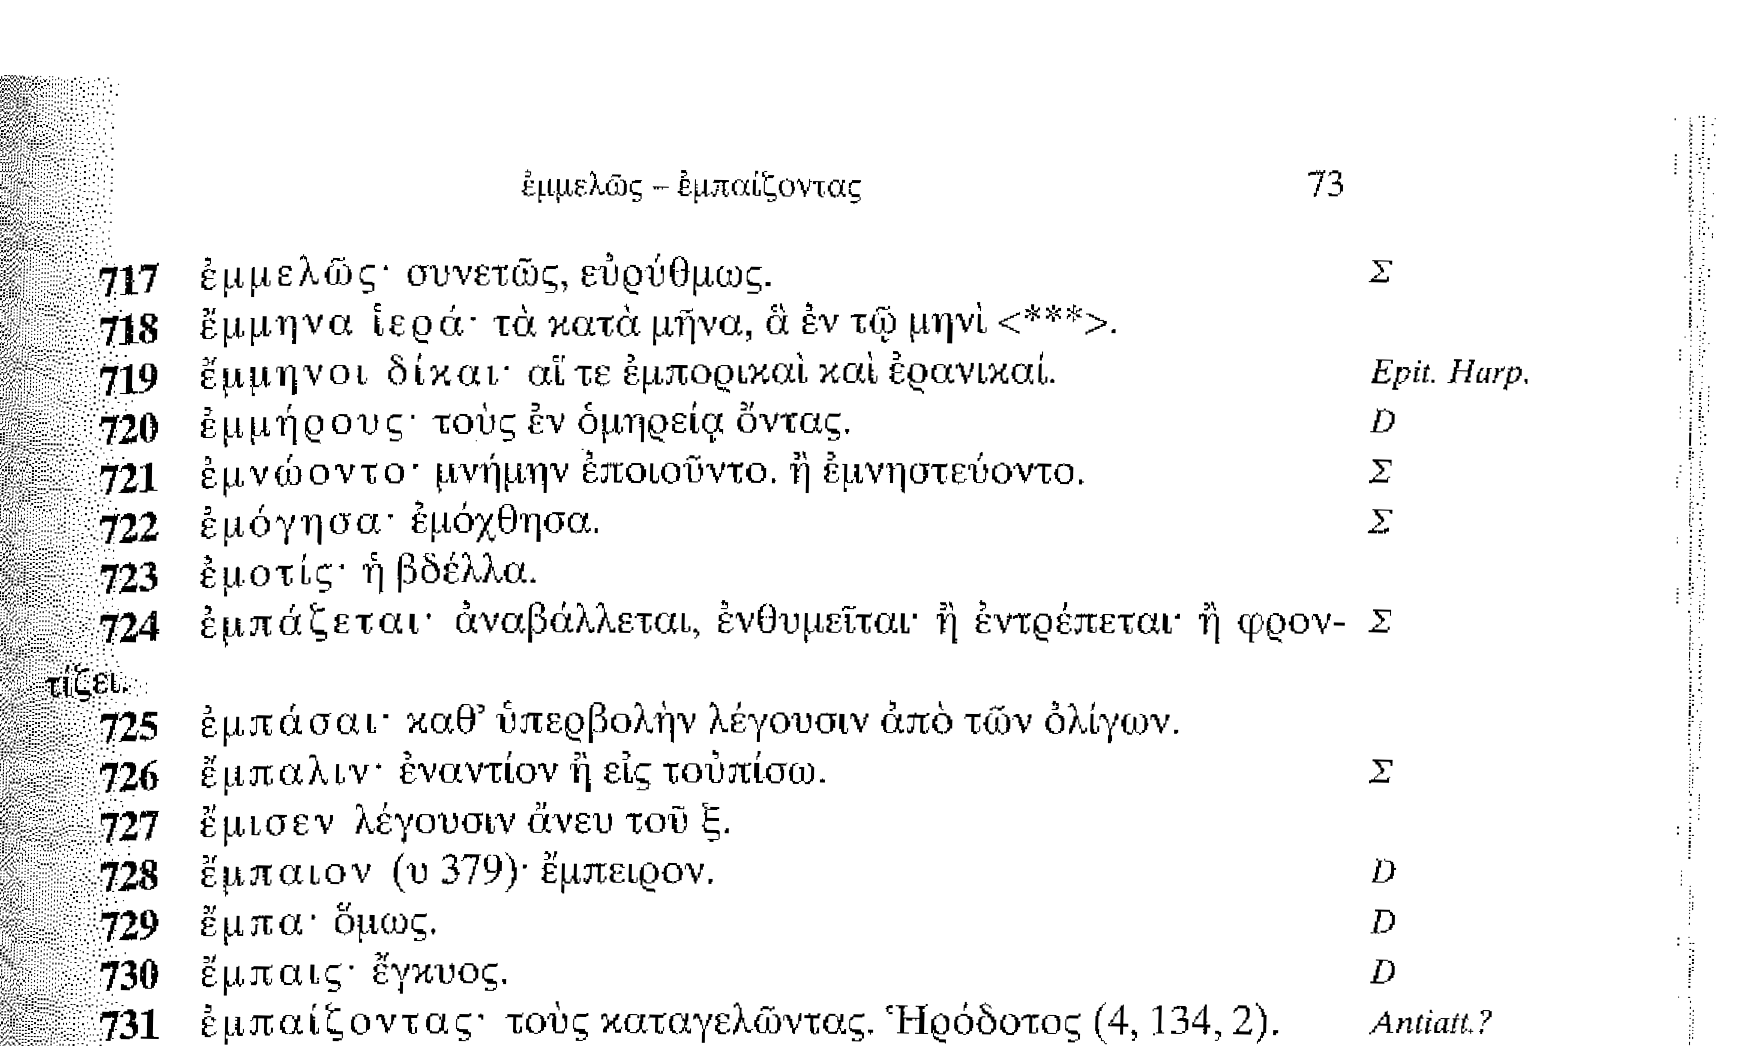 ἐμμελῶς – ἐμπαίζοντας 73
717 ἐμμελῶς· συνετῶς, εὐρύθμως. Σ
718 ἔμμηνα ἱερά· τὰ κατὰ μῆνα, ἃ ἐν τῷ μηνὶ <***>.
719 ἔμμηνοι δίκαι· αἵ τε ἐμπορικαὶ καὶ ἐρανικαί. Epit. Harp.
720 ἐμμήρους· τοὺς ἐν ὁμηρείᾳ ὄντας. D
721 ἐμνώοντο· μνήμην ἐποιοῦντο. ἢ ἐμνηστεύοντο. Σ
722 ἐμόγησα· ἐμόχθησα. Σ
723 ἐμοτίς· ἡ βδέλλα.
724 ἐμπάζεται· ἀναβάλλεται, ἐνθυμεῖται· ἢ ἐντρέπεται· ἢ φρον- Σ
τίζει.
725 ἐμπάσαι· καθ’ ὑπερβολὴν λέγουσιν ἀπὸ τῶν ὀλίγων.
726 ἔμπαλιν· ἐναντίον ἢ εἰς τοὐπίσω. Σ
727 ἔμισεν λέγουσιν ἄνευ τοῦ ξ.
728 ἔμπαιον (υ 379)· ἔμπειρον. D
729 ἔμπα· ὅμως. D
730 ἔμπαις· ἔγκυος. D
731 ἐμπαίζοντας· τοὺς καταγελῶντας. Ἡρόδοτος (4, 134, 2). Antiatt.?